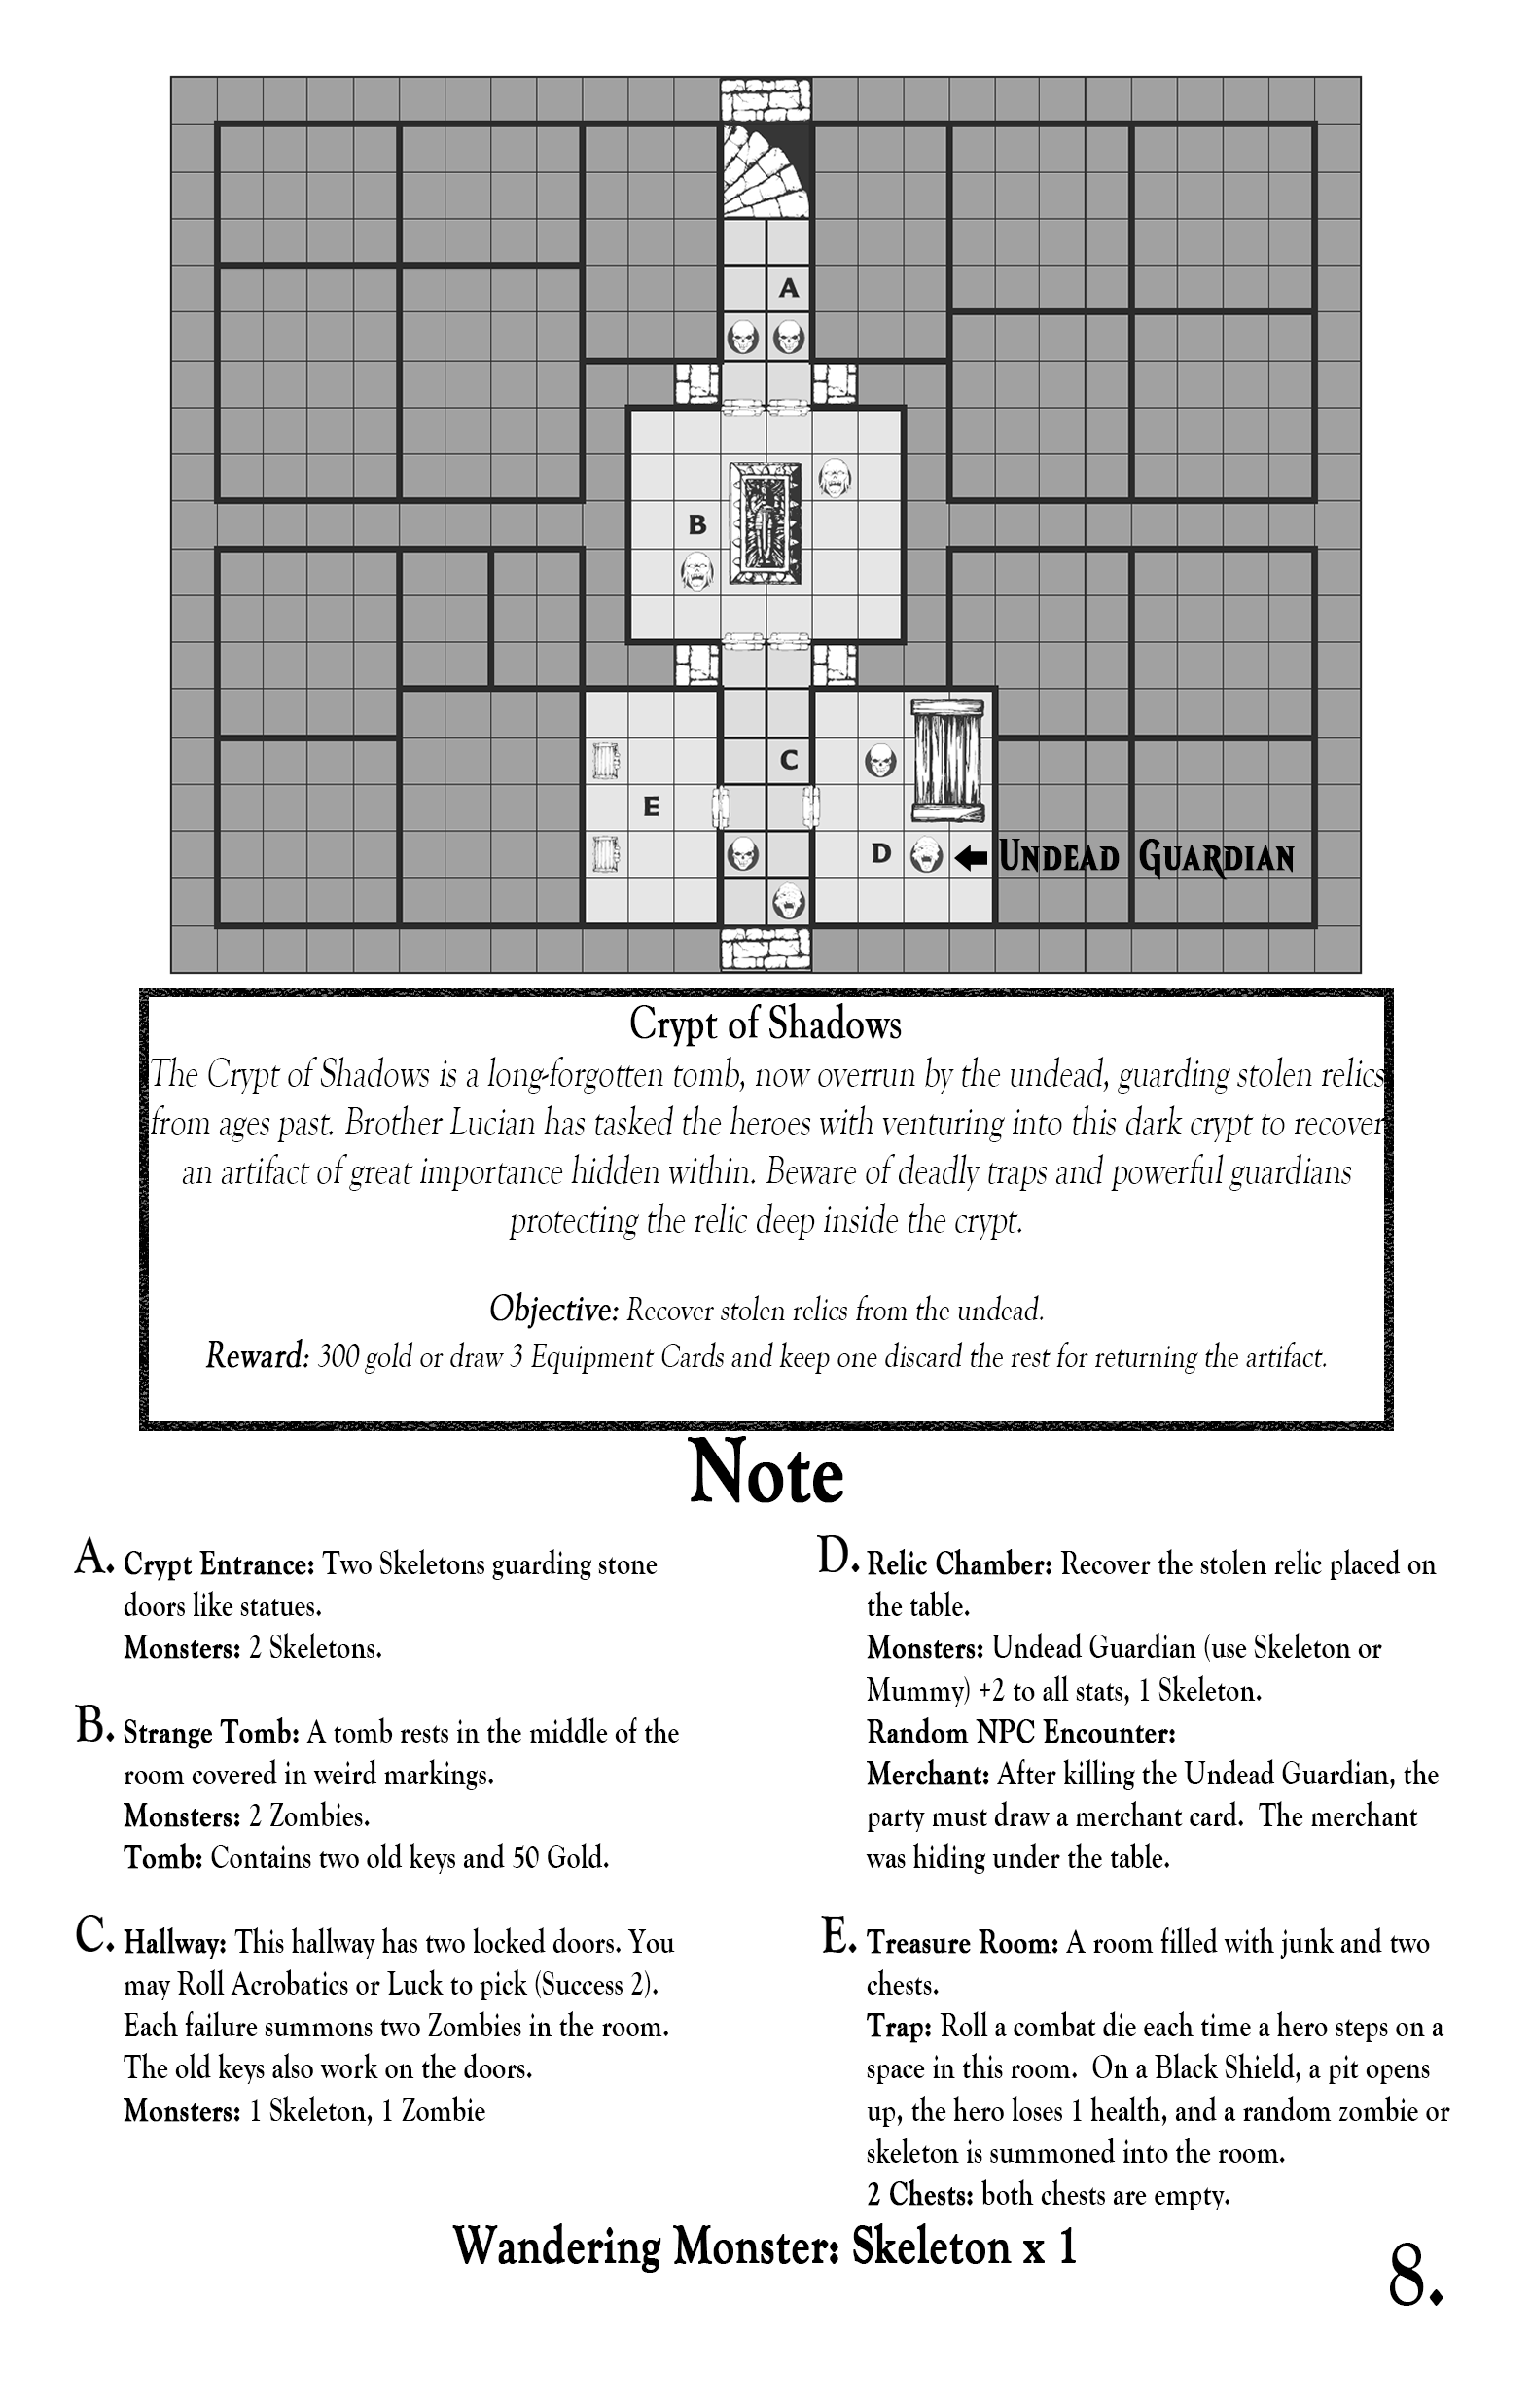 A
B
C
E
D
Undead Guardian
Crypt of Shadows
The Crypt of Shadows is a long-forgotten tomb, now overrun by the undead, guarding stolen relics
from ages past. Brother Lucian has tasked the heroes with venturing into this dark crypt to recover
an artifact of great importance hidden within. Beware of deadly traps and powerful guardians
protecting the relic deep inside the crypt.
Objective: Recover stolen relics from the undead.
Reward: 300 gold or draw 3 Equipment Cards and keep one discard the rest for returning the artifact.
Note
A. Crypt Entrance: Two Skeletons guarding stone
doors like statues.
Monsters: 2 Skeletons.
B. Strange Tomb: A tomb rests in the middle of the
room covered in weird markings.
Monsters: 2 Zombies.
Tomb: Contains two old keys and 50 Gold.
C. Hallway: This hallway has two locked doors. You
may Roll Acrobatics or Luck to pick (Success 2).
Each failure summons two Zombies in the room.
The old keys also work on the doors.
Monsters: 1 Skeleton, 1 Zombie
D. Relic Chamber: Recover the stolen relic placed on
the table.
Monsters: Undead Guardian (use Skeleton or
Mummy) +2 to all stats, 1 Skeleton.
Random NPC Encounter:
Merchant: After killing the Undead Guardian, the
party must draw a merchant card.  The merchant
was hiding under the table.
E. Treasure Room: A room filled with junk and two
chests.
Trap: Roll a combat die each time a hero steps on a
space in this room.  On a Black Shield, a pit opens
up, the hero loses 1 health, and a random zombie or
skeleton is summoned into the room.
2 Chests: both chests are empty.
Wandering Monster: Skeleton x 1
8.